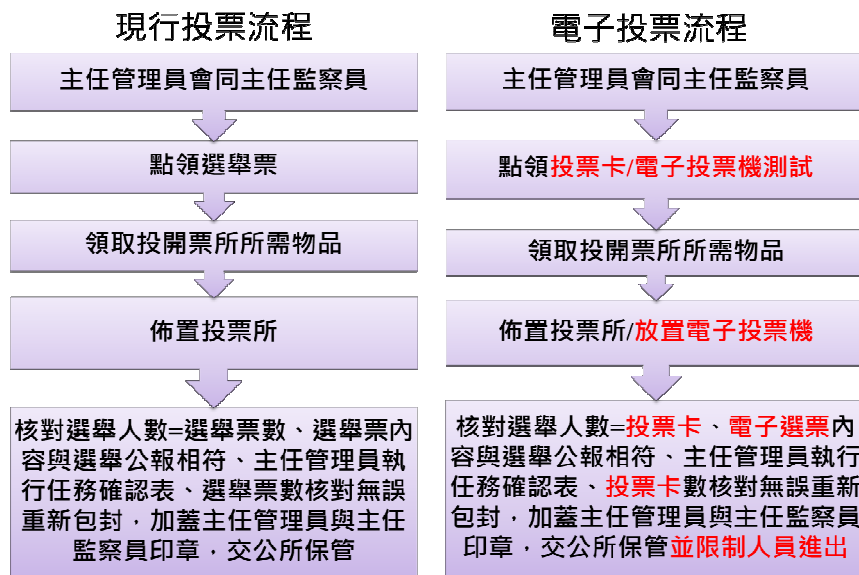 現行投票流程
主任管理員會同主任監察員
點領選舉票
領取投開票所所需物品
佈置投票所
核對選舉人數=選舉票數、選舉票內
容與選舉公報相符、主任管理員執
行任務確認表、選舉票數核對無誤
重新包封，加蓋主任管理員與主任
監察員印章，交公所保管
電子投票流程
主任管理員會同主任監察員
點領投票卡/電子投票機測試
領取投開票所所需物品
佈置投票所/放置電子投票機
核對選舉人數=投票卡、電子選票內
容與選舉公報相符、主任管理員執行
任務確認表、投票卡數核對無誤重新
包封，加蓋主任管理員與主任監察員
印章，交公所保管並限制人員進出